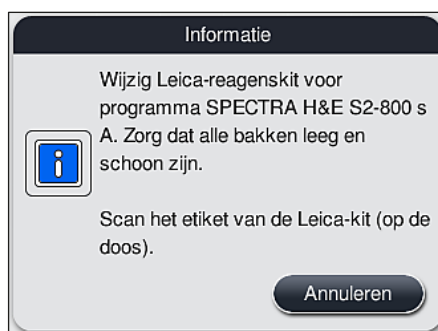 Informatie
Wijzig Leica-reagenskit voor
programma SPECTRA H&E S2-800 s
A. Zorg dat alle bakken leeg en
schoon zijn.
Scan het etiket van de Leica-kit (op de
doos).
Annuleren